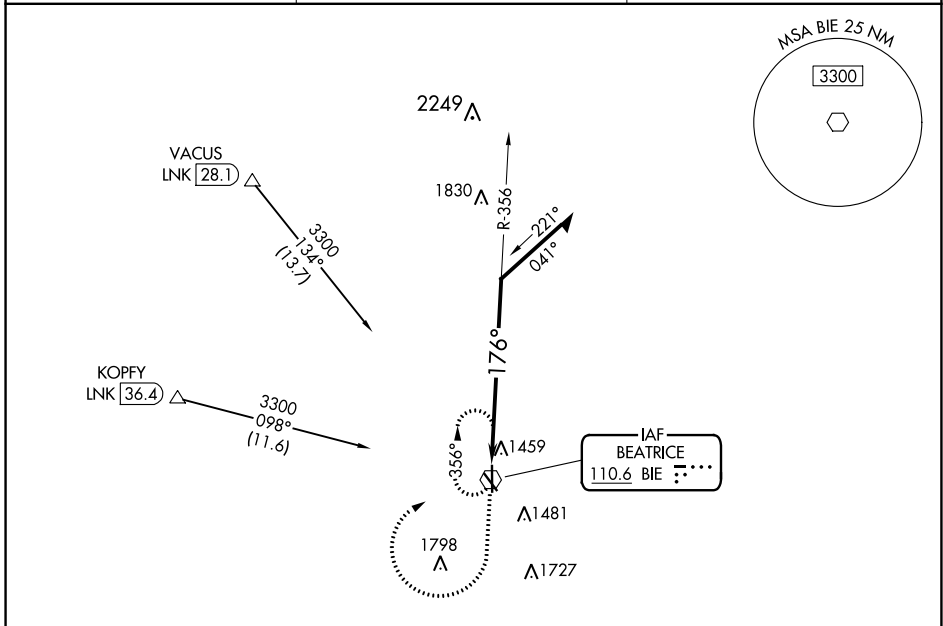 MSA BIE 25 NM
3300
2249
VACUS
LNK 28.1
1830
R-356
221°
041°
3300
134°
(13.7)
176°
KOPFY
LNK 36.4
3300
098°
(11.6)
356°
1459
IAF
BEATRICE
110.6 BIE
1481
1798
1727